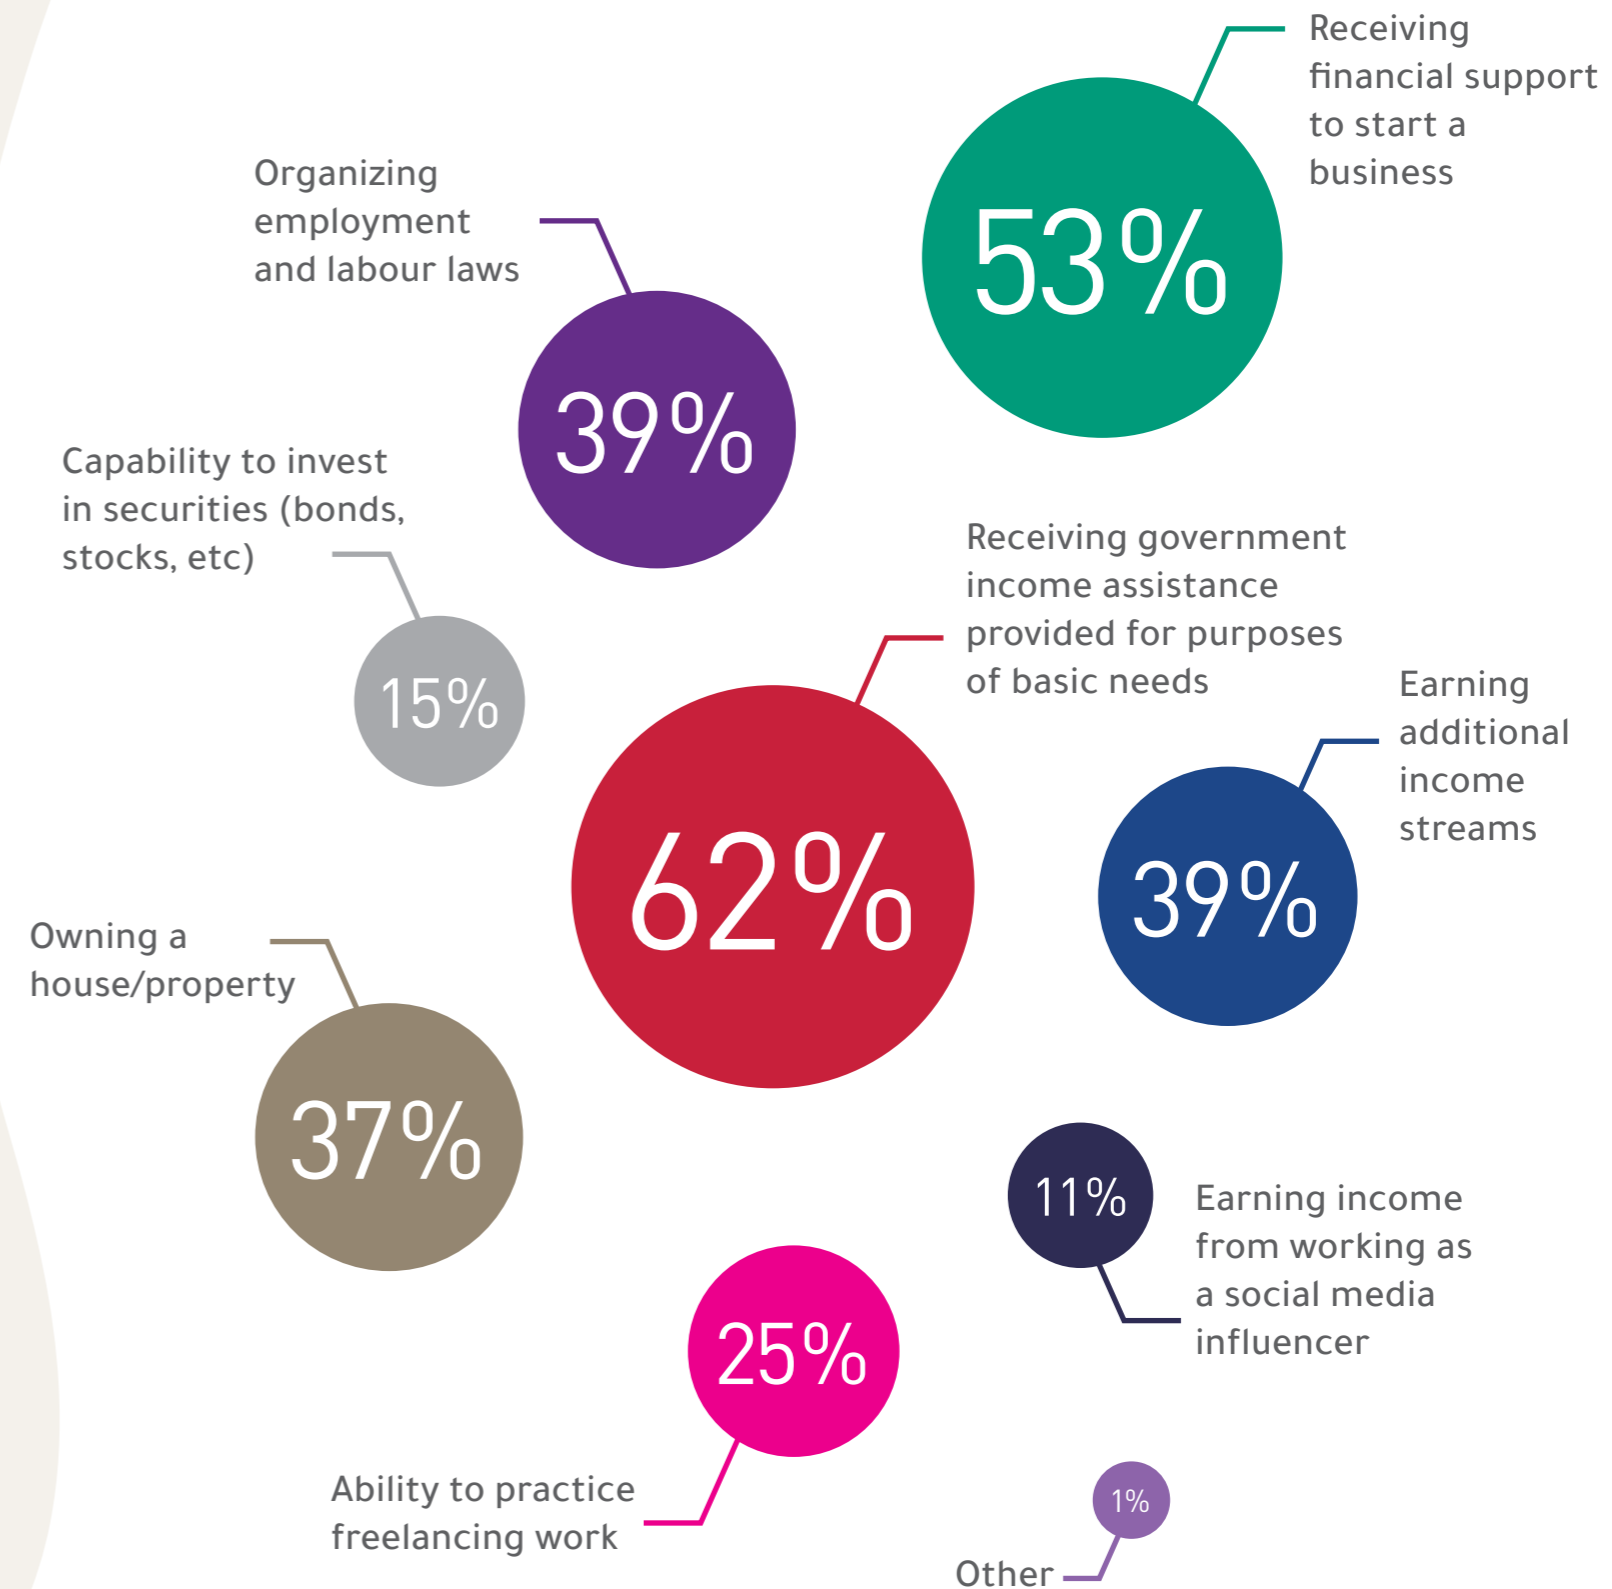 Receiving
financial support
to start a
business
53%
Organizing
employment
and labour laws
39%
Capability to invest
in securities (bonds,
stocks, etc)
15%
Receiving government
income assistance
provided for purposes
of basic needs
62%
Earning
additional
income
streams
39%
Owning a
house/property
37%
11%
Earning income
from working as
a social media
influencer
25%
Ability to practice
freelancing work
1%
Other